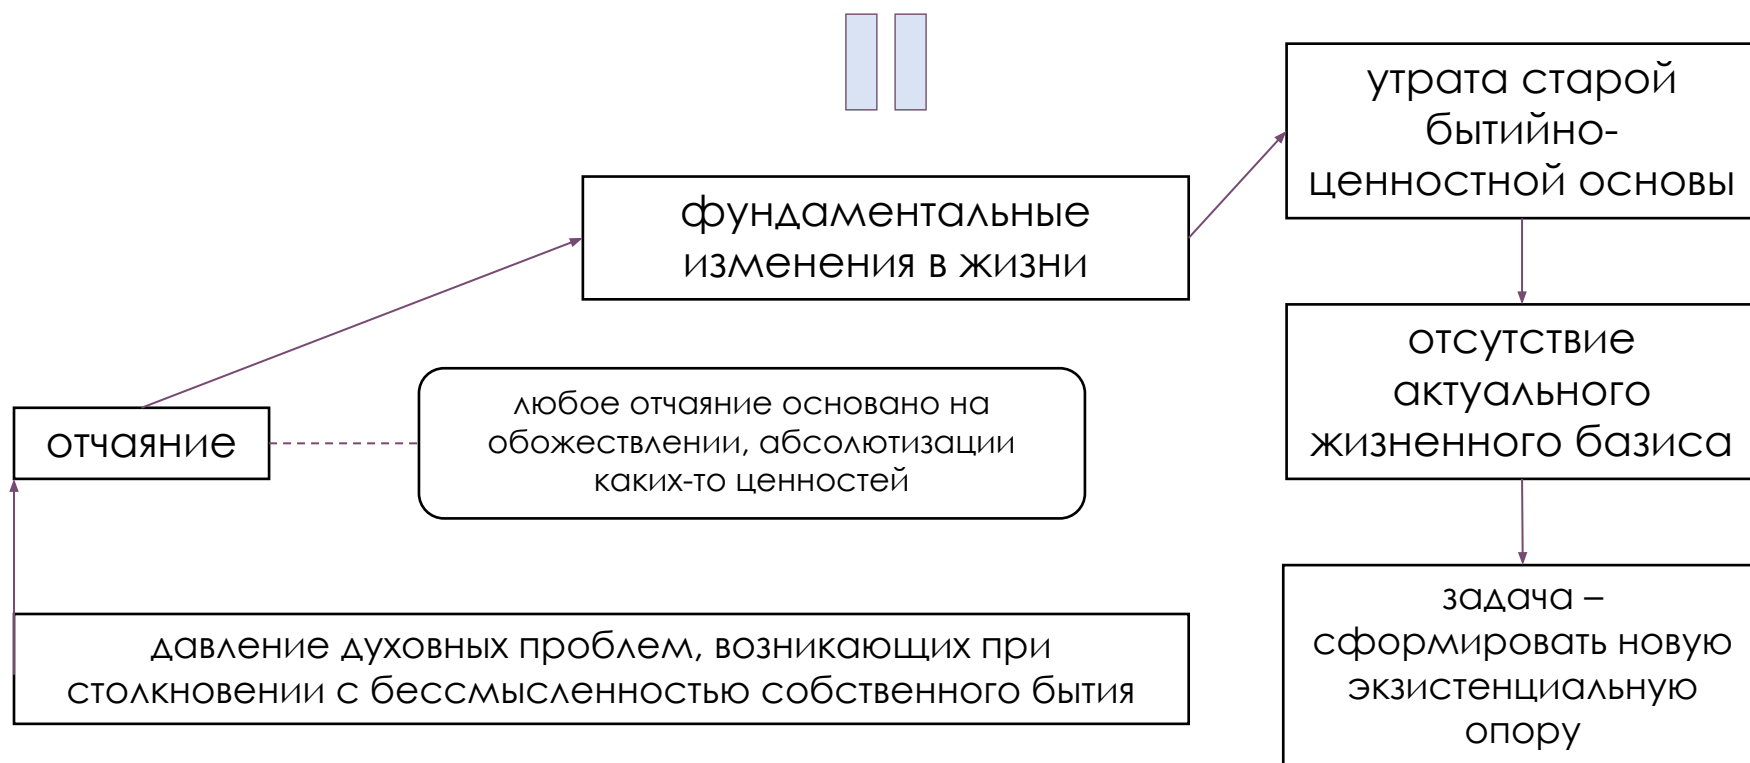 утрата старой
бытийно-
ценностной основы
фундаментальные
изменения в жизни
отсутствие
актуального
жизненного базиса
любое отчаяние основано на
обожествлении, абсолютизации
каких-то ценностей
отчаяние
задача –
сформировать новую
экзистенциальную
опору
давление духовных проблем, возникающих при
столкновении с бессмысленностью собственного бытия